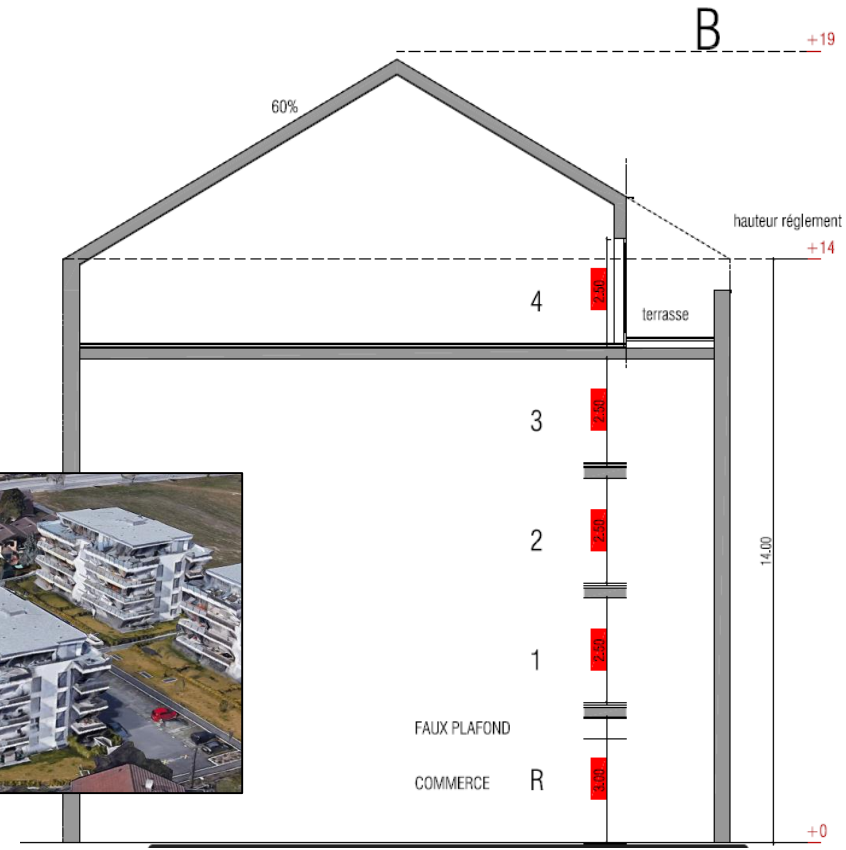 B
+19
60%
hauteur réglement
+14
4
2.50
terrasse
3
2.50
2
2.50
14.00
1
2.50
FAUX PLAFOND
COMMERCE R
3.00
+0